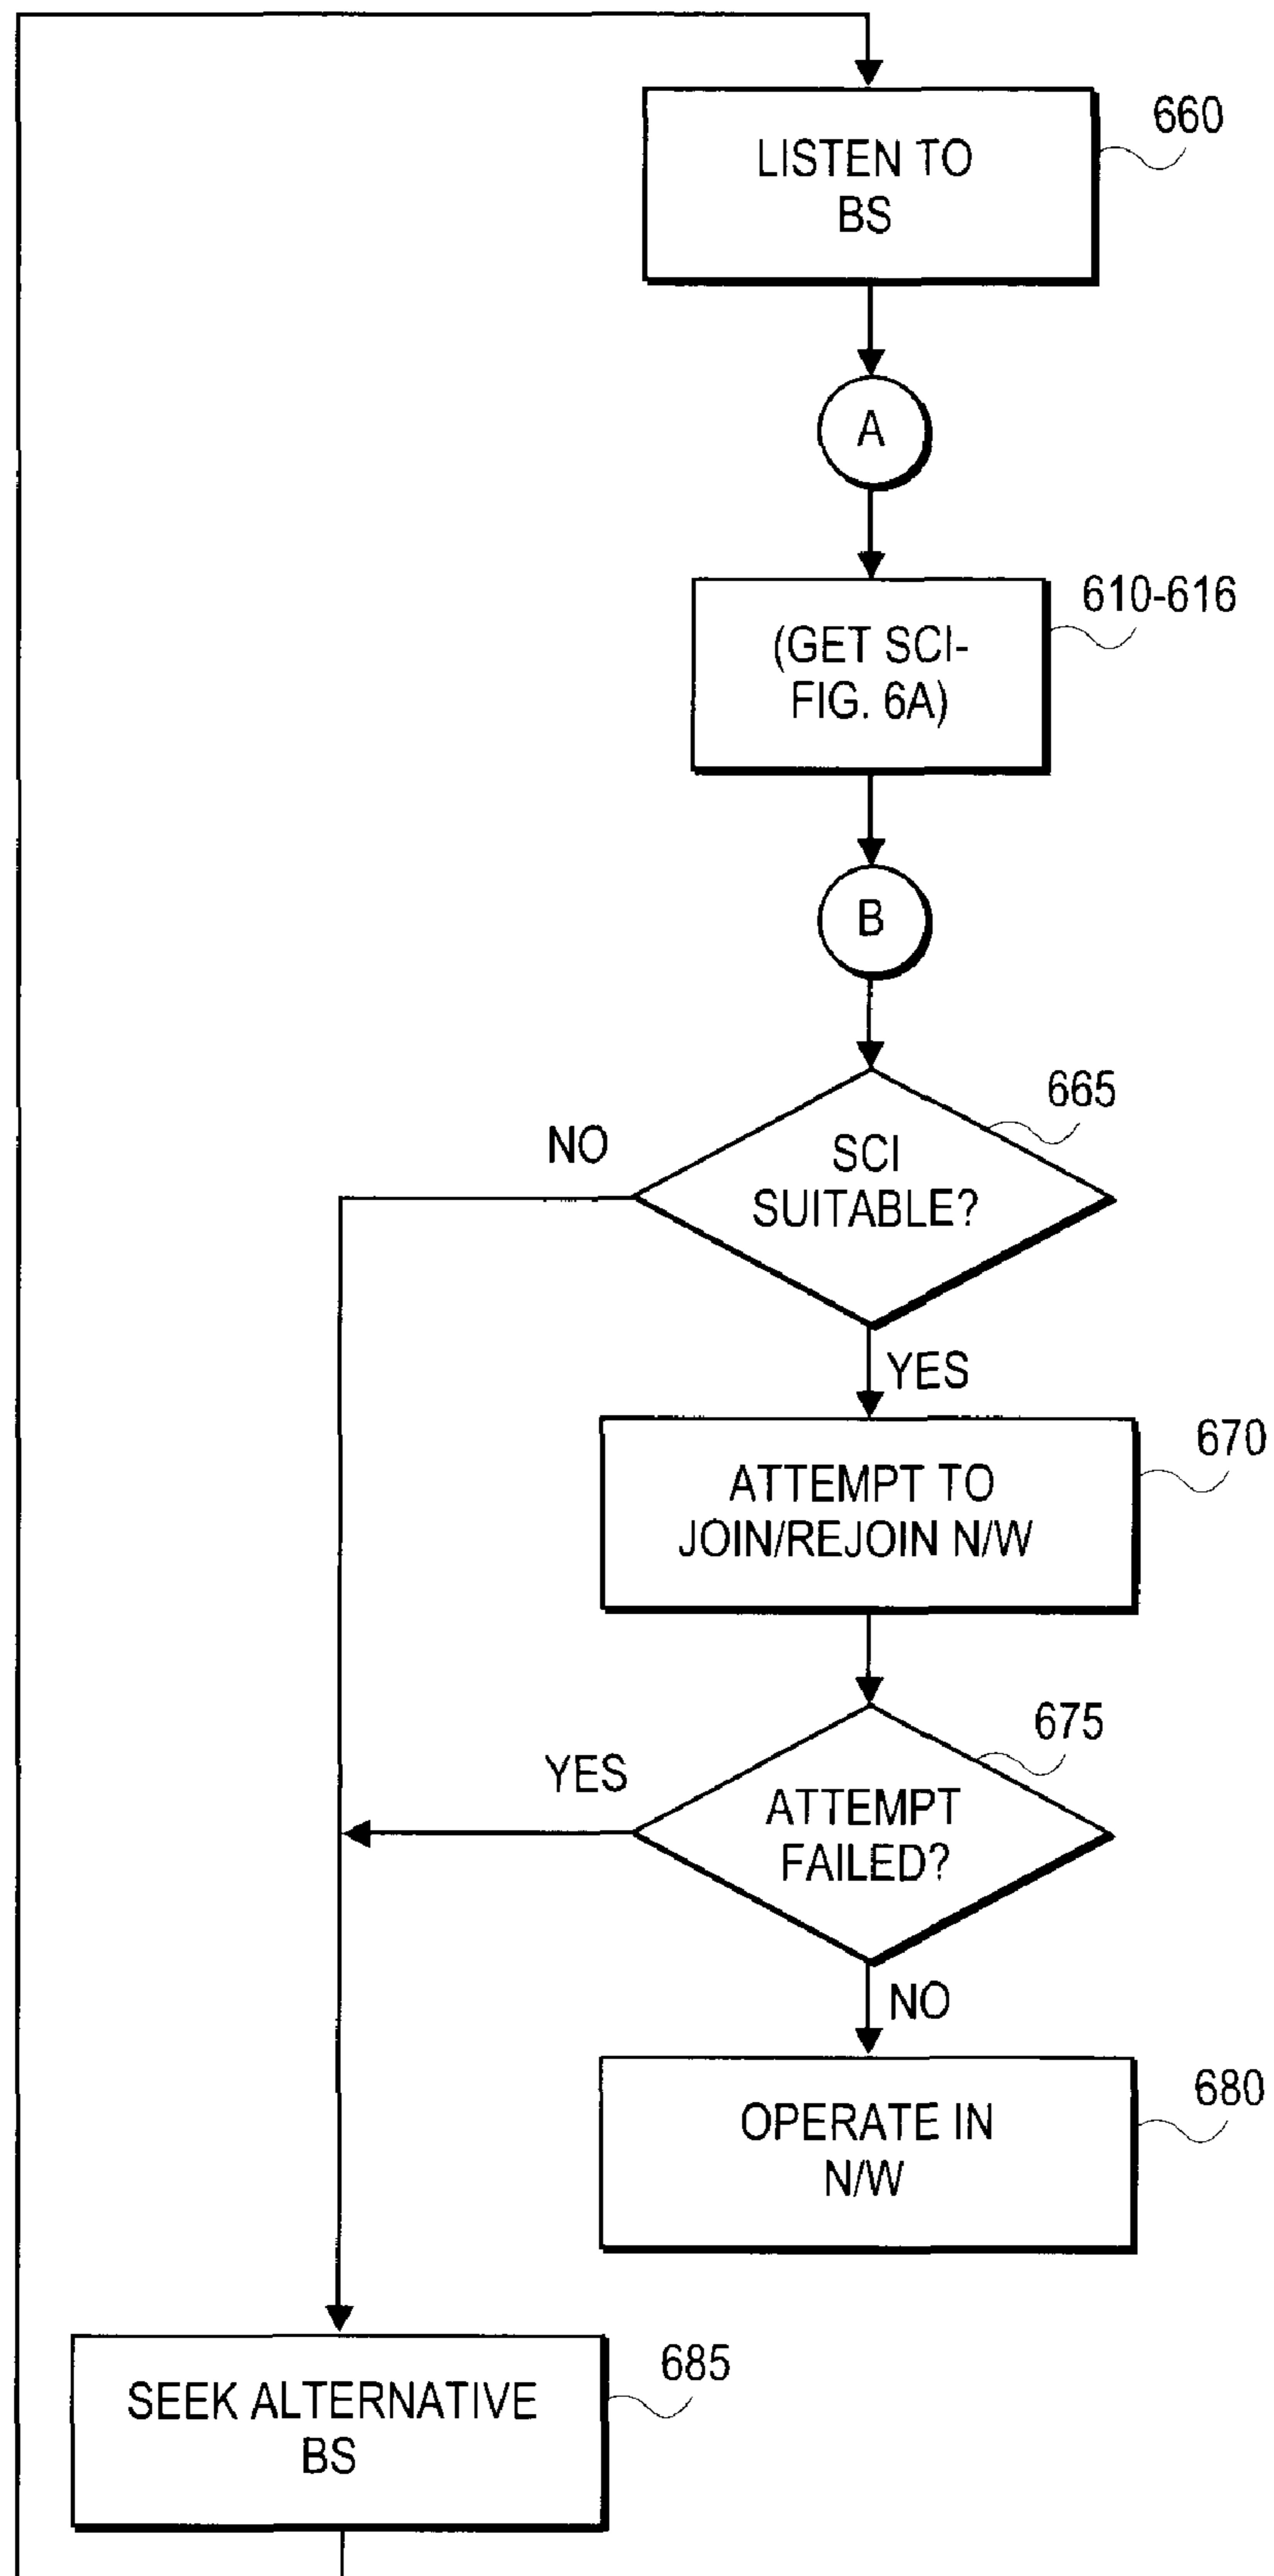 LISTEN TO
BS
660
A
(GET SCI-
FIG. 6A)
610-616
B
SCI
SUITABLE?
665
NO
YES
ATTEMPT TO
JOIN/REJOIN N/W
670
ATTEMPT
FAILED?
675
YES
NO
OPERATE IN
N/W
680
SEEK ALTERNATIVE
BS
685